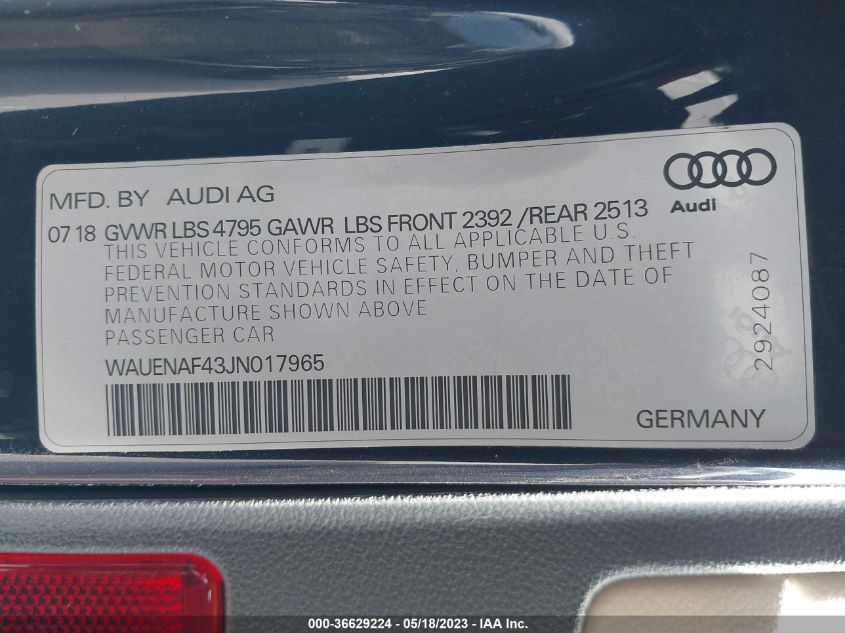 MFD. BY AUDI AG
Audi
07 18 GVWR LBS 4795 GAWR LBS FRONT 2392 /REAR 2513
THIS VEHICLE CONFORMS TO ALL APPLICABLE U.S.
FEDERAL MOTOR VEHICLE SAFETY, BUMPER AND THEFT
PREVENTION STANDARDS IN EFFECT ON THE DATE OF
MANUFACTURE SHOWN ABOVE
PASSENGER CAR
2924087
WAUENAF43JN017965
GERMANY
000-36629224 - 05/18/2023 - IAA Inc.